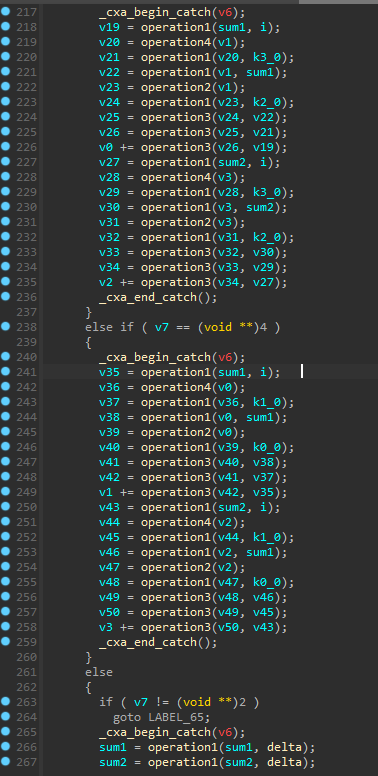 217 _cxa_begin_catch(v6);
218 v19 = operation1(sum1, i);
219 v20 = operation4(v1);
220 v21 = operation1(v20, k3_0);
221 v22 = operation1(v1, sum1);
222 v23 = operation2(v1);
223 v24 = operation1(v23, k2_0);
224 v25 = operation3(v24, v22);
225 v26 = operation3(v25, v21);
226 v0 += operation3(v26, v19);
227 v27 = operation1(sum2, i);
228 v28 = operation4(v3);
229 v29 = operation1(v28, k3_0);
230 v30 = operation1(v3, sum2);
231 v31 = operation2(v3);
232 v32 = operation1(v31, k2_0);
233 v33 = operation3(v32, v30);
234 v34 = operation3(v33, v29);
235 v2 += operation3(v34, v27);
236 _cxa_end_catch();
237 }
238 else if ( v7 == (void **)4 )
239 {
240 _cxa_begin_catch(v6);
241 v35 = operation1(sum1, i);
242 v36 = operation4(v0);
243 v37 = operation1(v36, k1_0);
244 v38 = operation1(v0, sum1);
245 v39 = operation2(v0);
246 v40 = operation1(v39, k0_0);
247 v41 = operation3(v40, v38);
248 v42 = operation3(v41, v37);
249 v1 += operation3(v42, v35);
250 v43 = operation1(sum2, i);
251 v44 = operation4(v2);
252 v45 = operation1(v44, k1_0);
253 v46 = operation1(v2, sum1);
254 v47 = operation2(v2);
255 v48 = operation1(v47, k0_0);
256 v49 = operation3(v48, v46);
257 v50 = operation3(v49, v45);
258 v3 += operation3(v50, v43);
259 _cxa_end_catch();
260 }
261 else
262 {
263 if ( v7 != (void **)2 )
264 goto LABEL_65;
265 _cxa_begin_catch(v6);
266 sum1 = operation1(sum1, delta);
267 sum2 = operation1(sum2, delta);